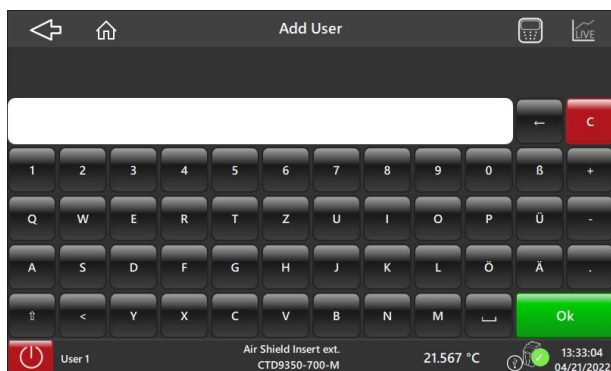 Add User
LIVE
← C
1 2 3 4 5 6 7 8 9 0 ß +
Q W E R T Z U I O P Ü -
A S D F G H J K L Ö Ä .
⇧ < Y X C V B N M ⎵ Ok
User 1
Air Shield Insert ext.
CTD9350-700-M
21.567 °C
13:33:04
04/21/2022